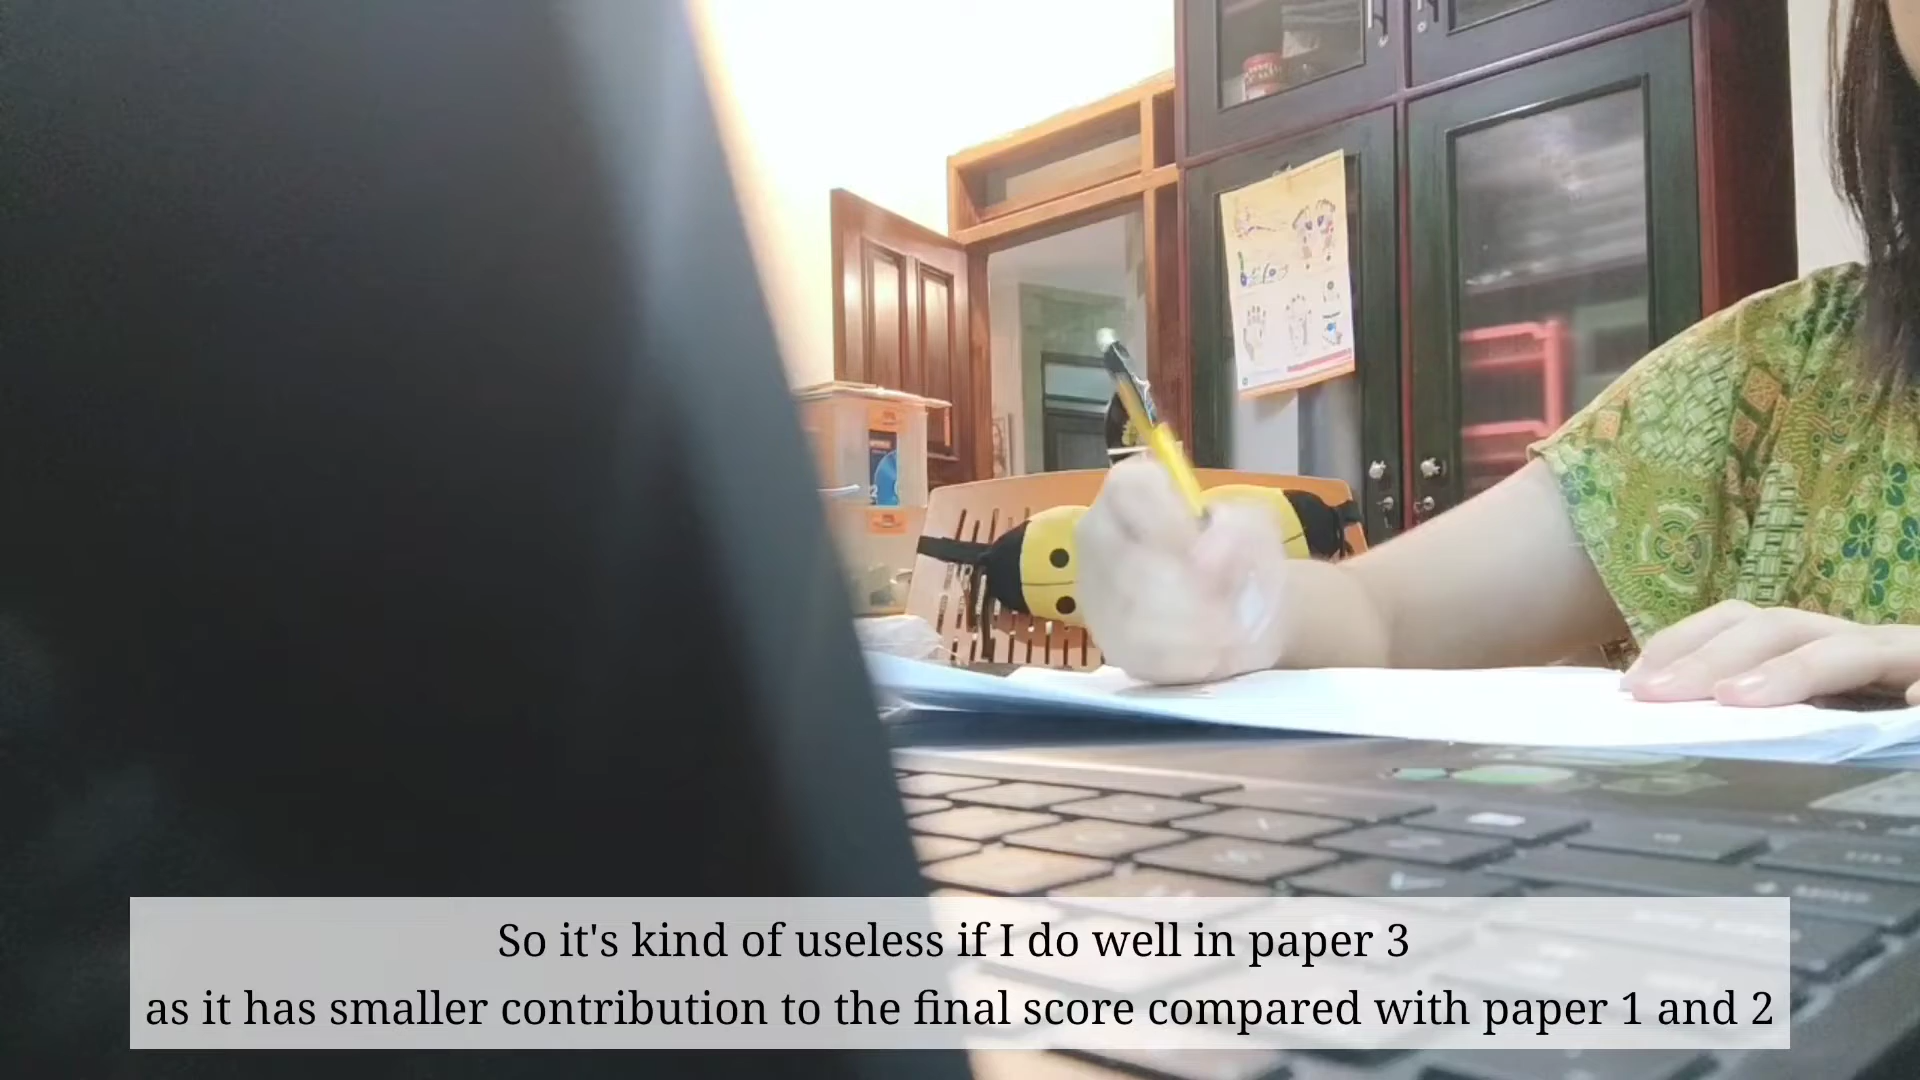 So it's kind of useless if I do well in paper 3
as it has smaller contribution to the final score compared with paper 1 and 2